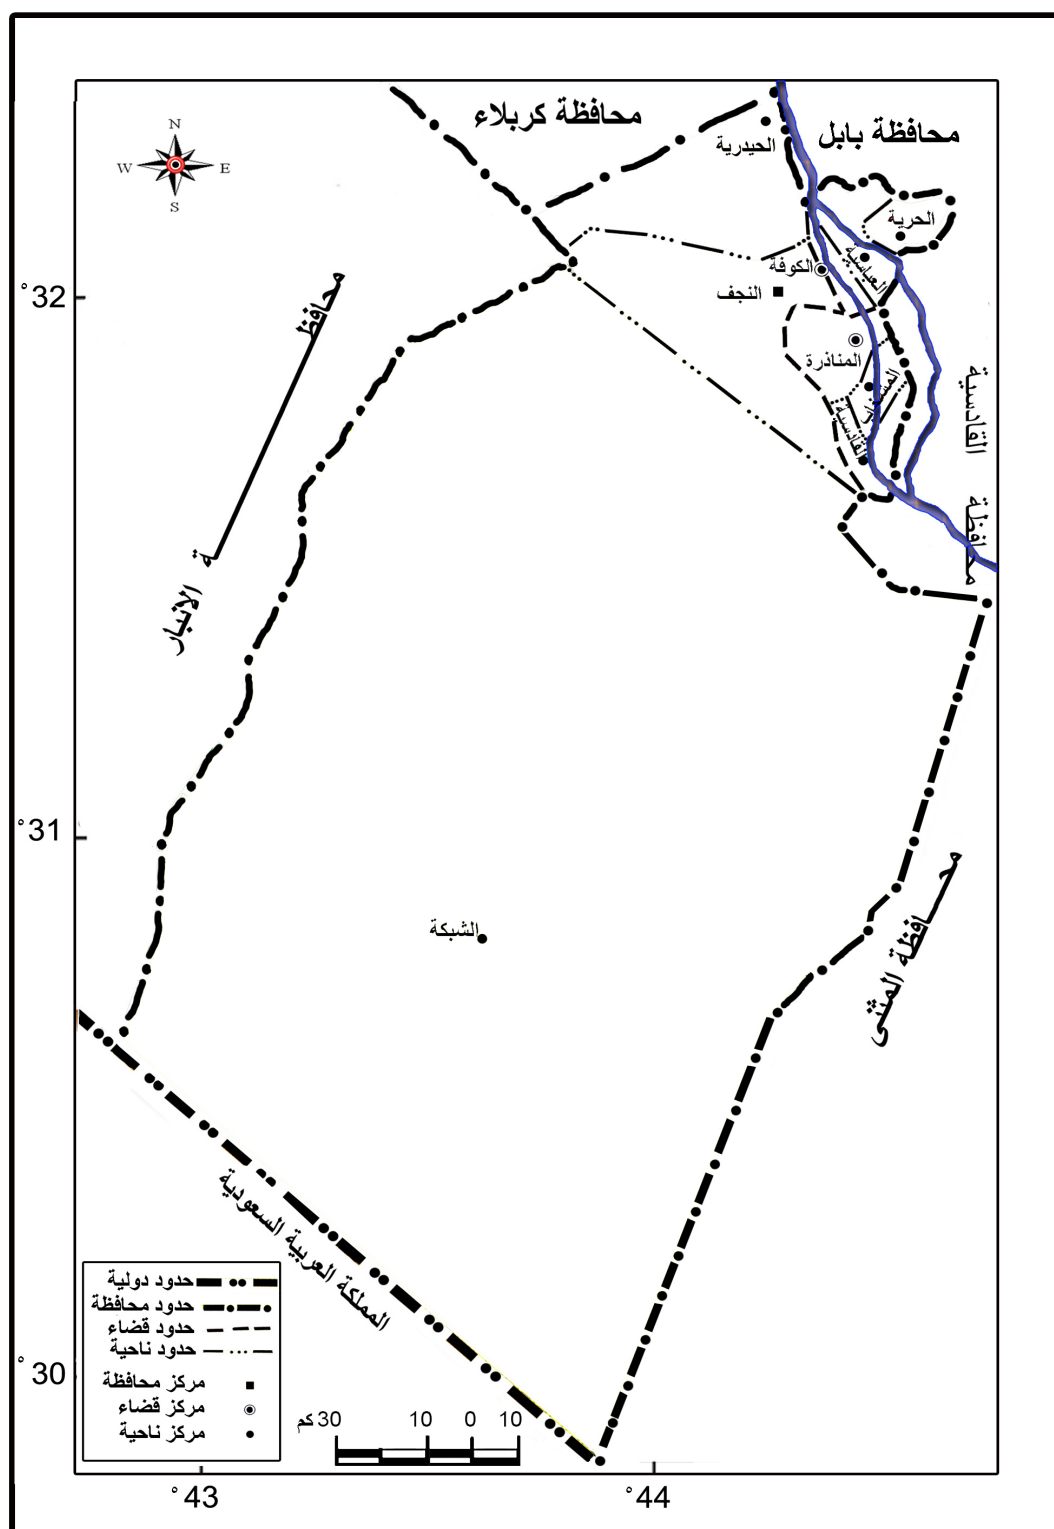 محافظة كربلاء
محافظة بابل
N
W E
S
الحيدرية
الحرية
العباسية
الكوفة
النجف
المناذرة
المشخاب
القادسية
محافظة القادسية
محافظة الانبار
محافظة المثنى
الشبكة
المملكة العربية السعودية
°32
°31
°30
°43
°44
حدود دولية
حدود محافظة
حدود قضاء
حدود ناحية
مركز محافظة
مركز قضاء
مركز ناحية
10 0 10 30 كم